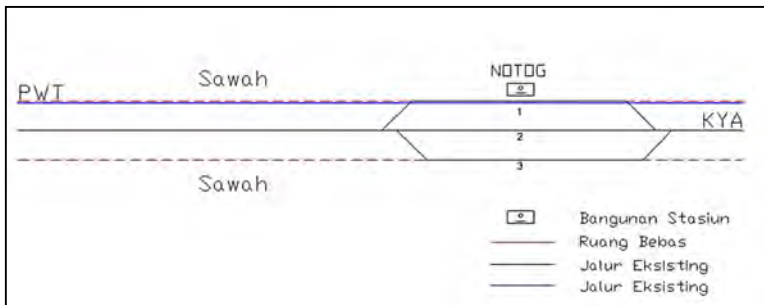 Sawah
NOTOG
PWT
1
KYA
2
3
Sawah
Bangunan Stasiun
Ruang Bebas
Jalur Eksisting
Jalur Eksisting